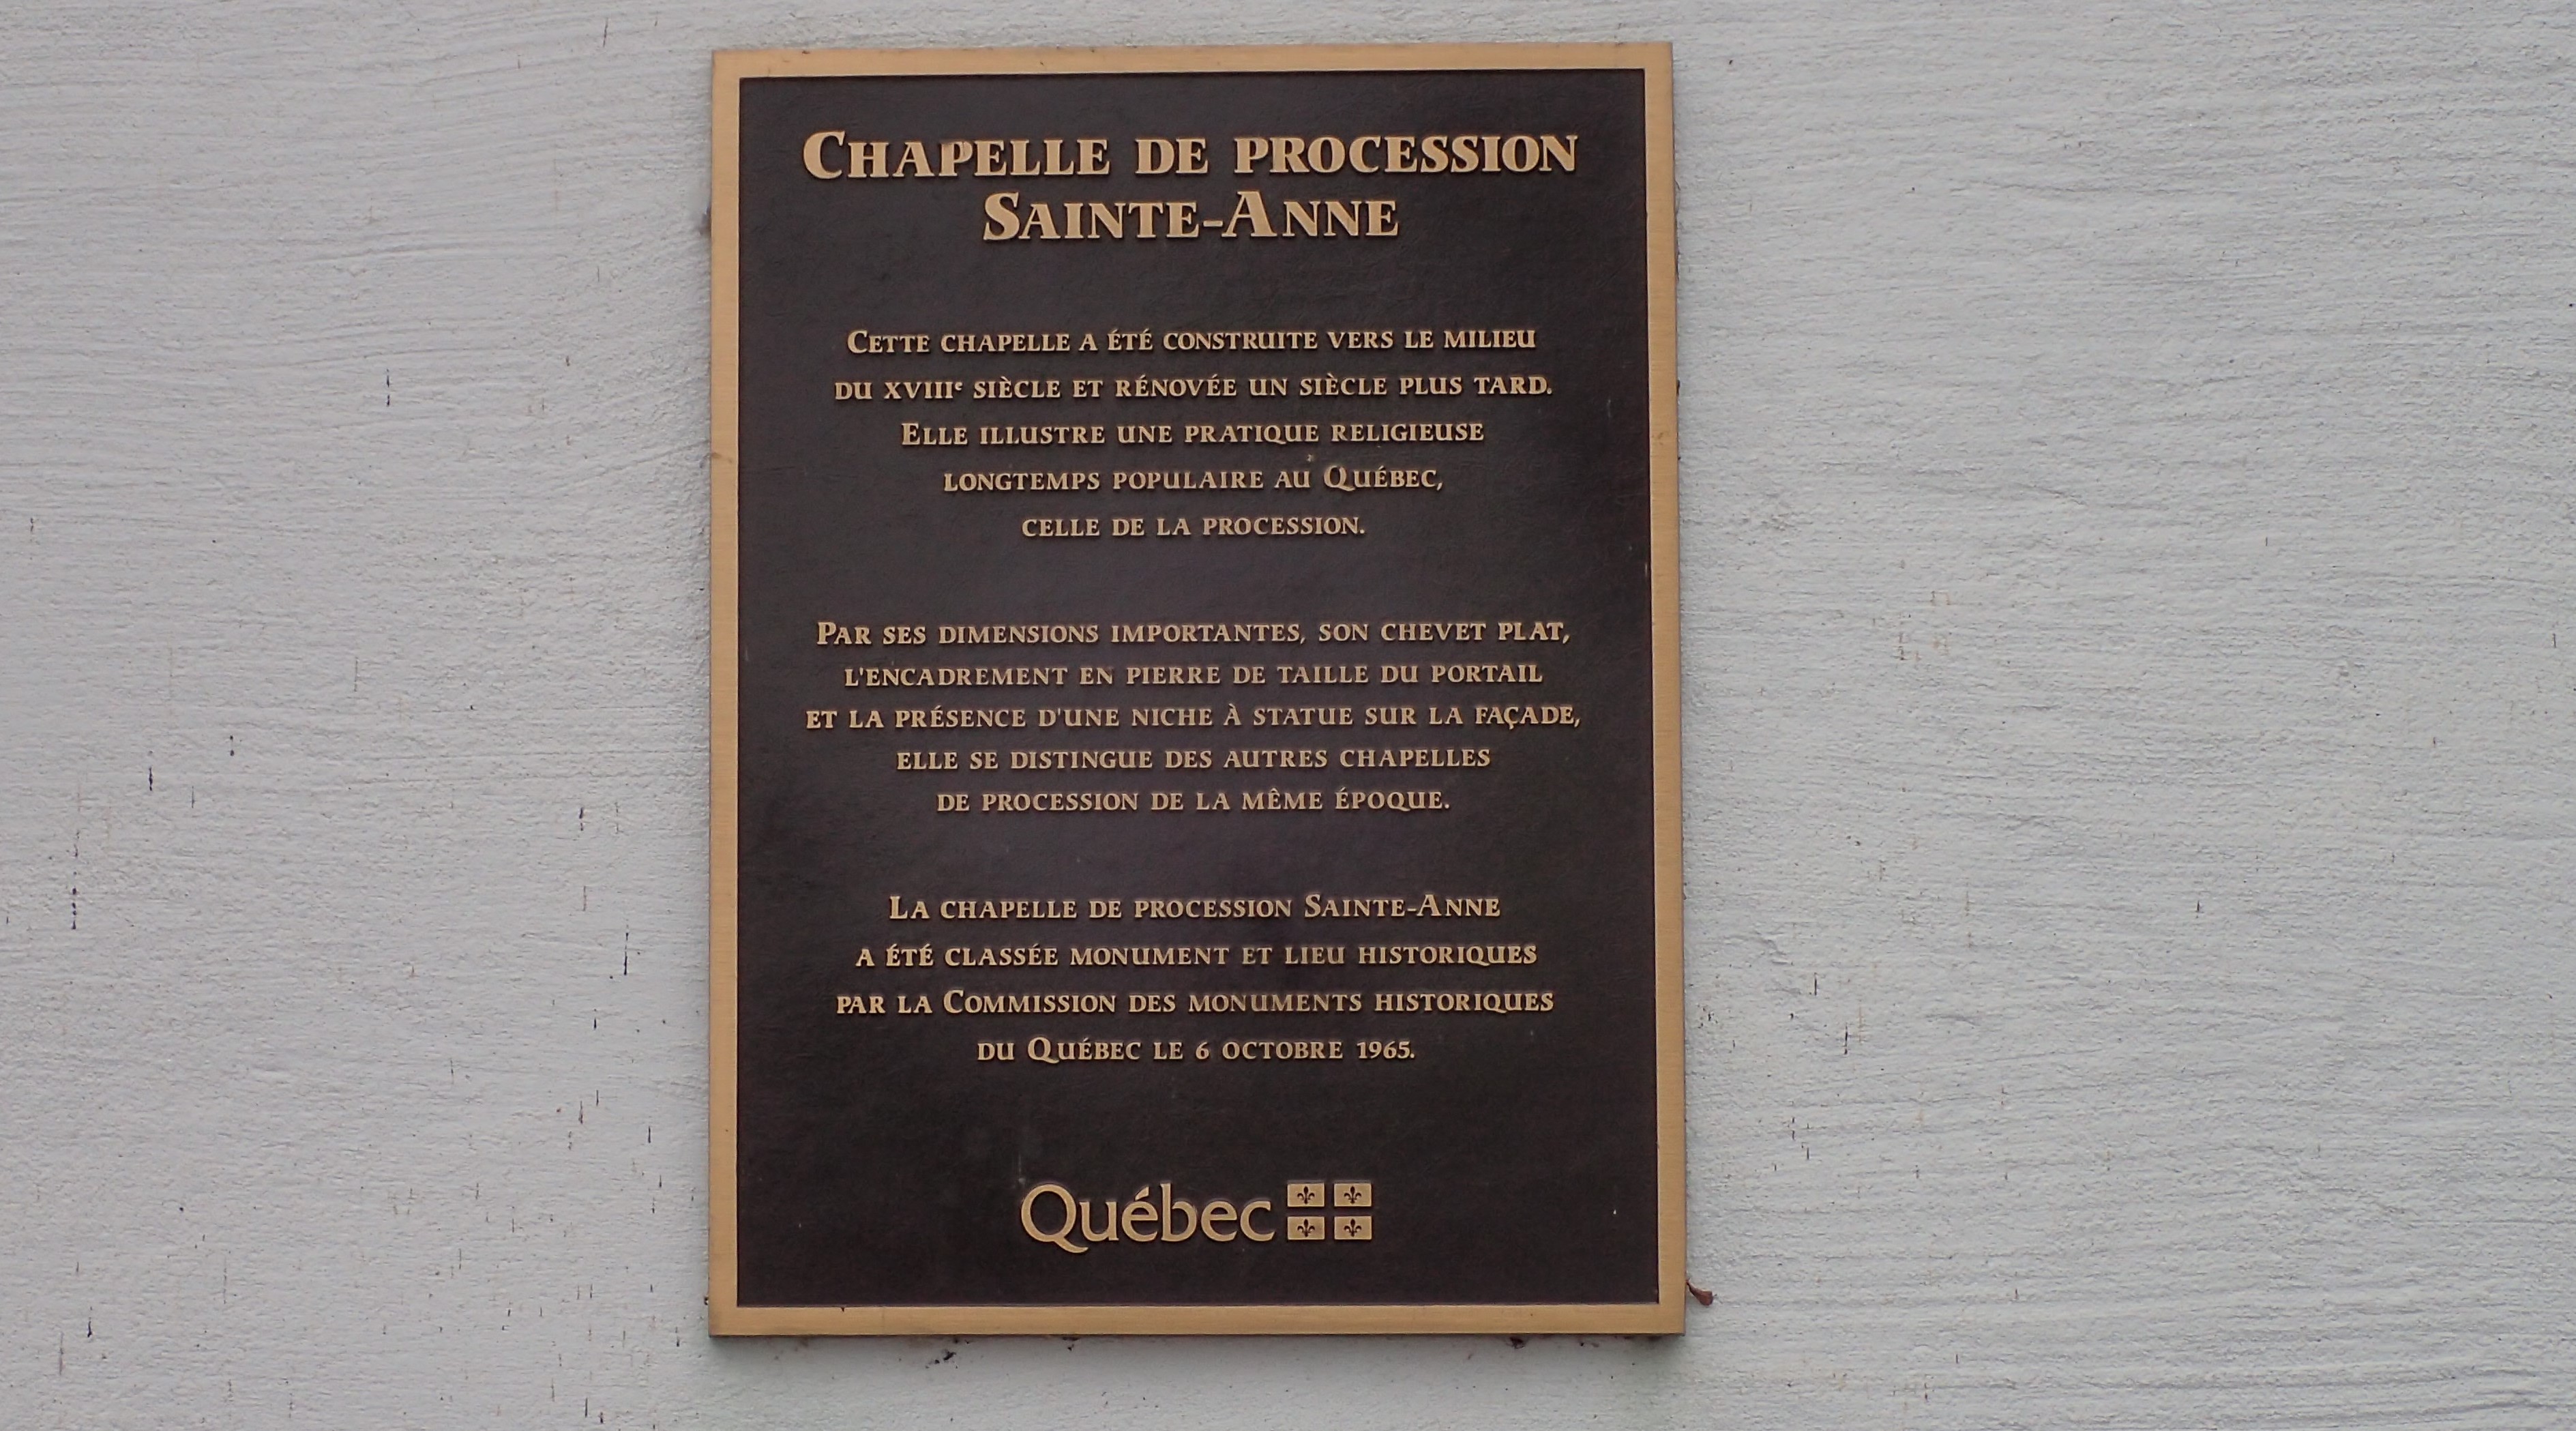 Chapelle de procession
Sainte-Anne
Cette chapelle a été construite vers le milieu
du XVIIIe siècle et rénovée un siècle plus tard.
Elle illustre une pratique religieuse
longtemps populaire au Québec,
celle de la procession.
Par ses dimensions importantes, son chevet plat,
l'encadrement en pierre de taille du portail
et la présence d'une niche à statue sur la façade,
elle se distingue des autres chapelles
de procession de la même époque.
La chapelle de procession Sainte-Anne
a été classée monument et lieu historiques
par la Commission des monuments historiques
du Québec le 6 octobre 1965.
Québec